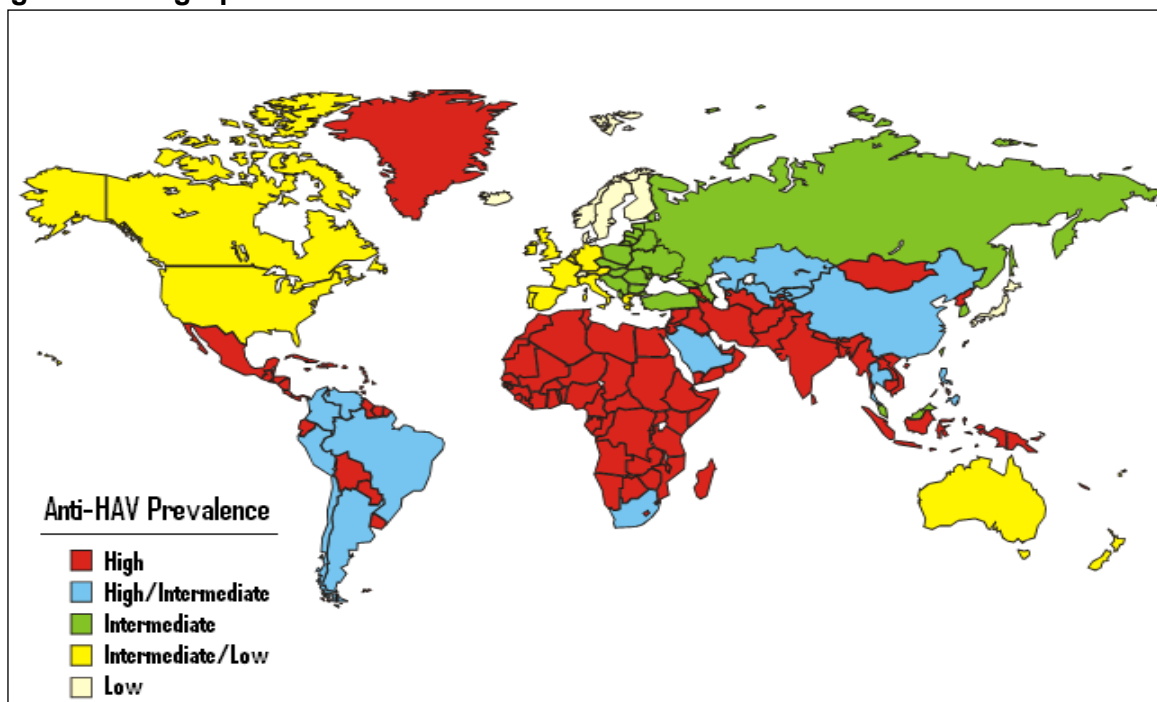 Anti-HAV Prevalence
High
High/Intermediate
Intermediate
Intermediate/Low
Low